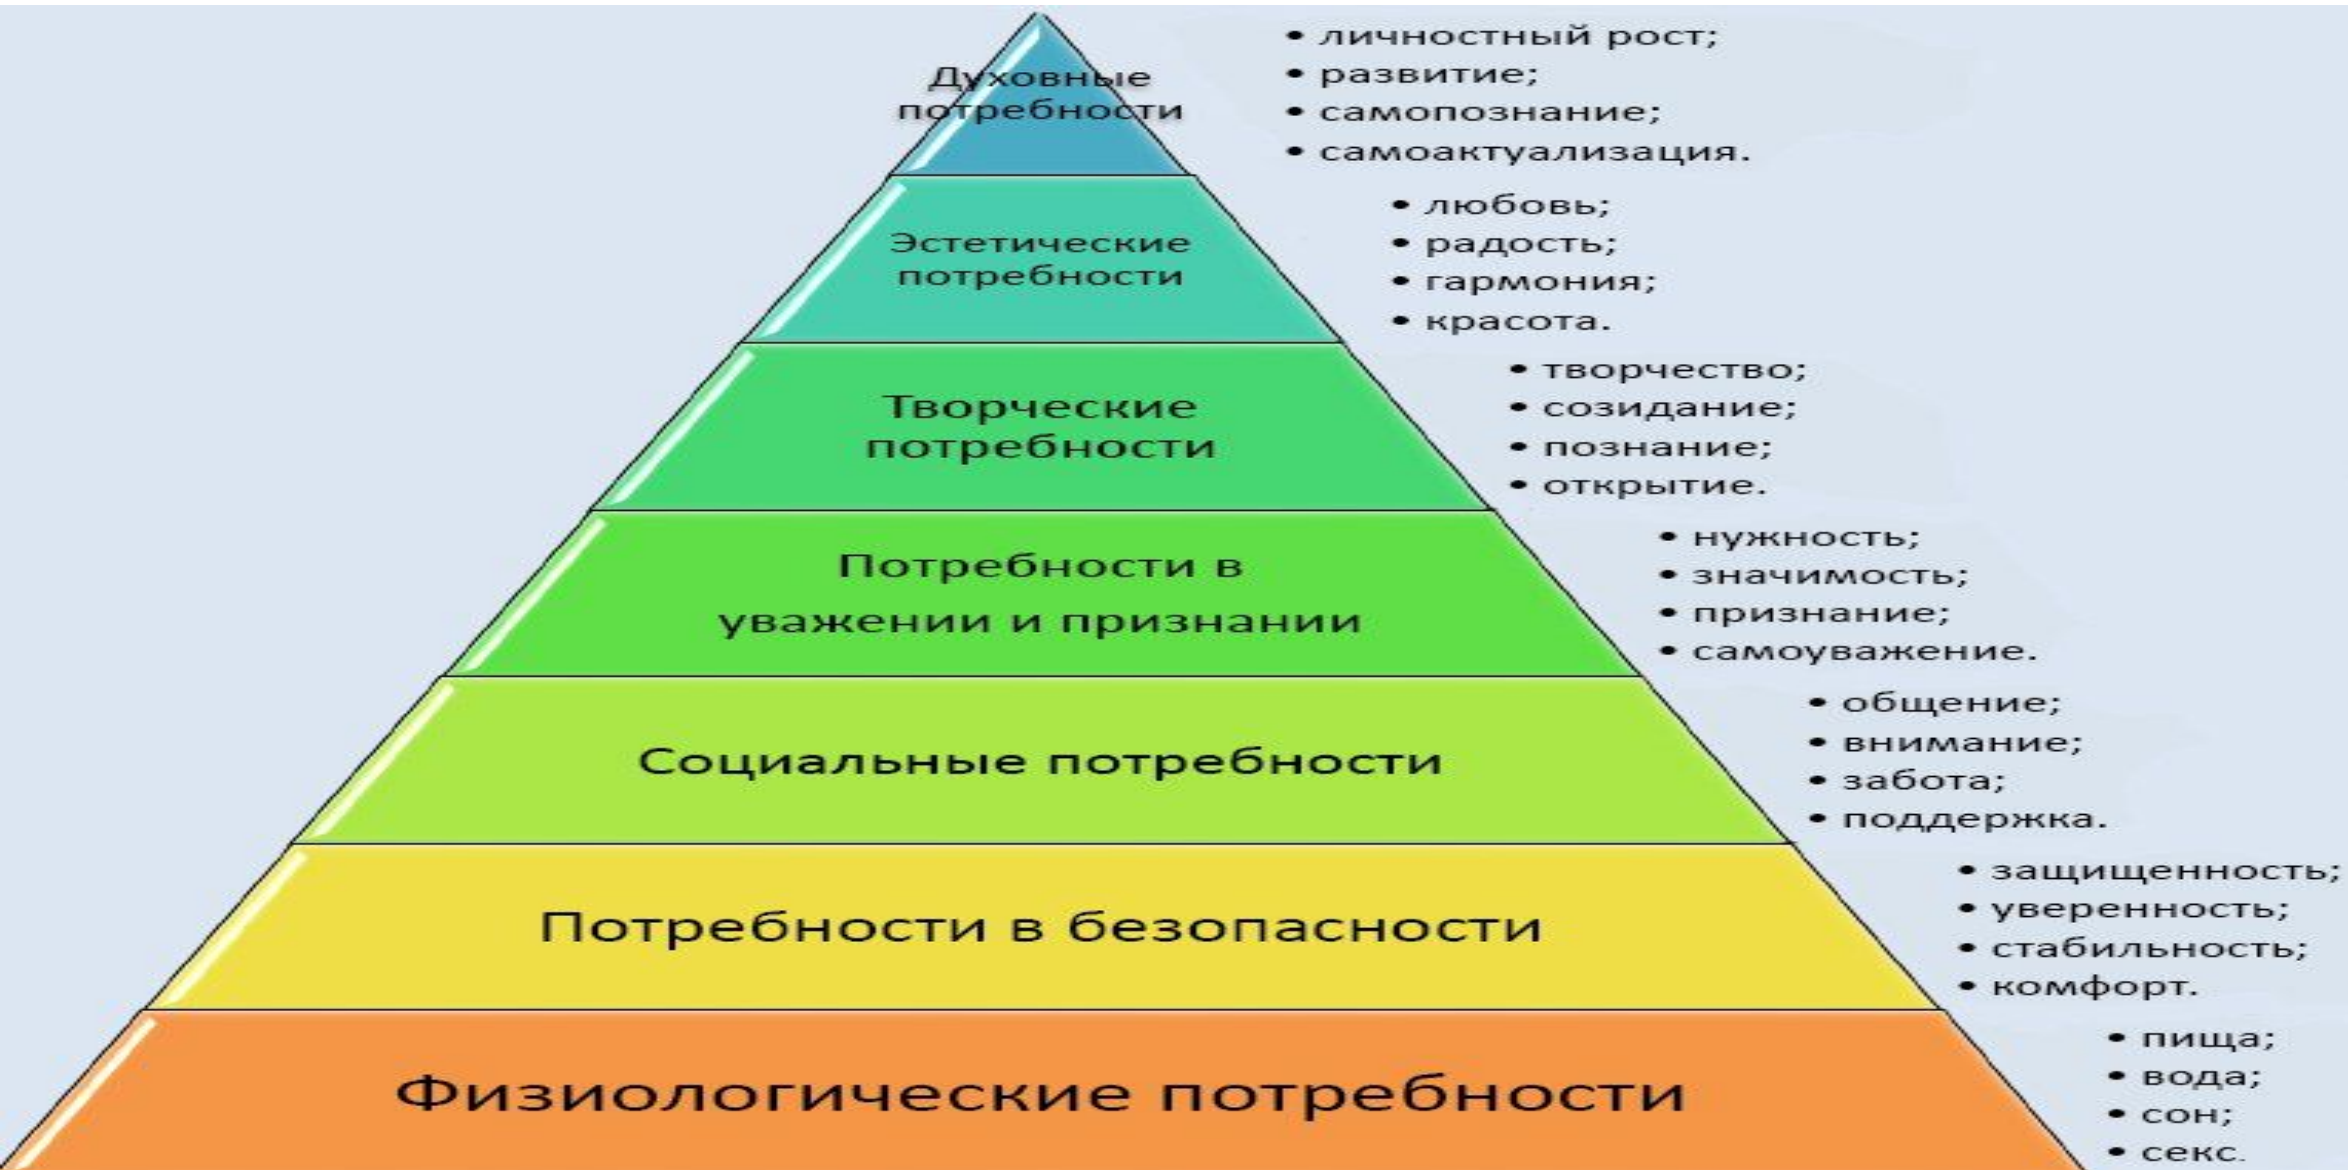 Духовные
потребности
• личностный рост;
• развитие;
• самопознание;
• самоактуализация.
Эстетические
потребности
• любовь;
• радость;
• гармония;
• красота.
Творческие
потребности
• творчество;
• созидание;
• познание;
• открытие.
Потребности в
уважении и признании
• нужность;
• значимость;
• признание;
• самоуважение.
Социальные потребности
• общение;
• внимание;
• забота;
• поддержка.
Потребности в безопасности
• защищенность;
• уверенность;
• стабильность;
• комфорт.
Физиологические потребности
• пища;
• вода;
• сон;
• секс.